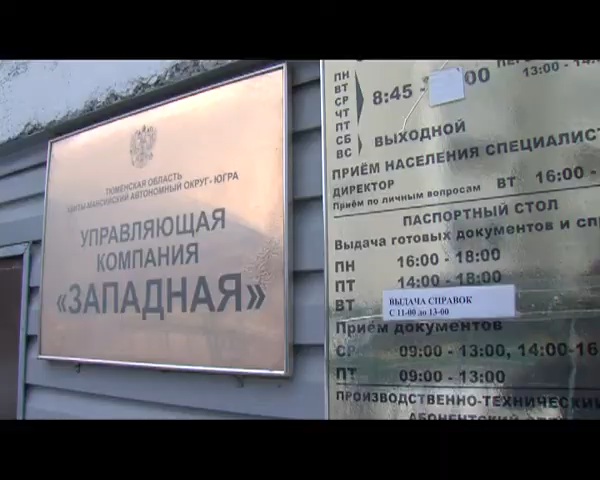 ТЮМЕНСКАЯ ОБЛАСТЬ
ХАНТЫ-МАНСИЙСКИЙ АВТОНОМНЫЙ ОКРУГ - ЮГРА
УПРАВЛЯЮЩАЯ
КОМПАНИЯ
«ЗАПАДНАЯ»
ПН
ВТ
СР
ЧТ
ПТ
8:45 - 00
13:00 - 14
СБ
ВС
ВЫХОДНОЙ
ПРИЁМ НАСЕЛЕНИЯ СПЕЦИАЛИСТ
ДИРЕКТОР
Приём по личным вопросам ВТ 16:00 -
ПАСПОРТНЫЙ СТОЛ
Выдача готовых документов и сп
ПН 16:00 - 18:00
ПТ 14:00 - 18:00
ВТ
ВЫДАЧА СПРАВОК
С 11-00 до 13-00
Приём документов
СР 09:00 - 13:00, 14:00-16
ПТ 09:00 - 13:00
ПРОИЗВОДСТВЕННО-ТЕХНИЧЕСКИ
АБОНЕНТСКИЙ